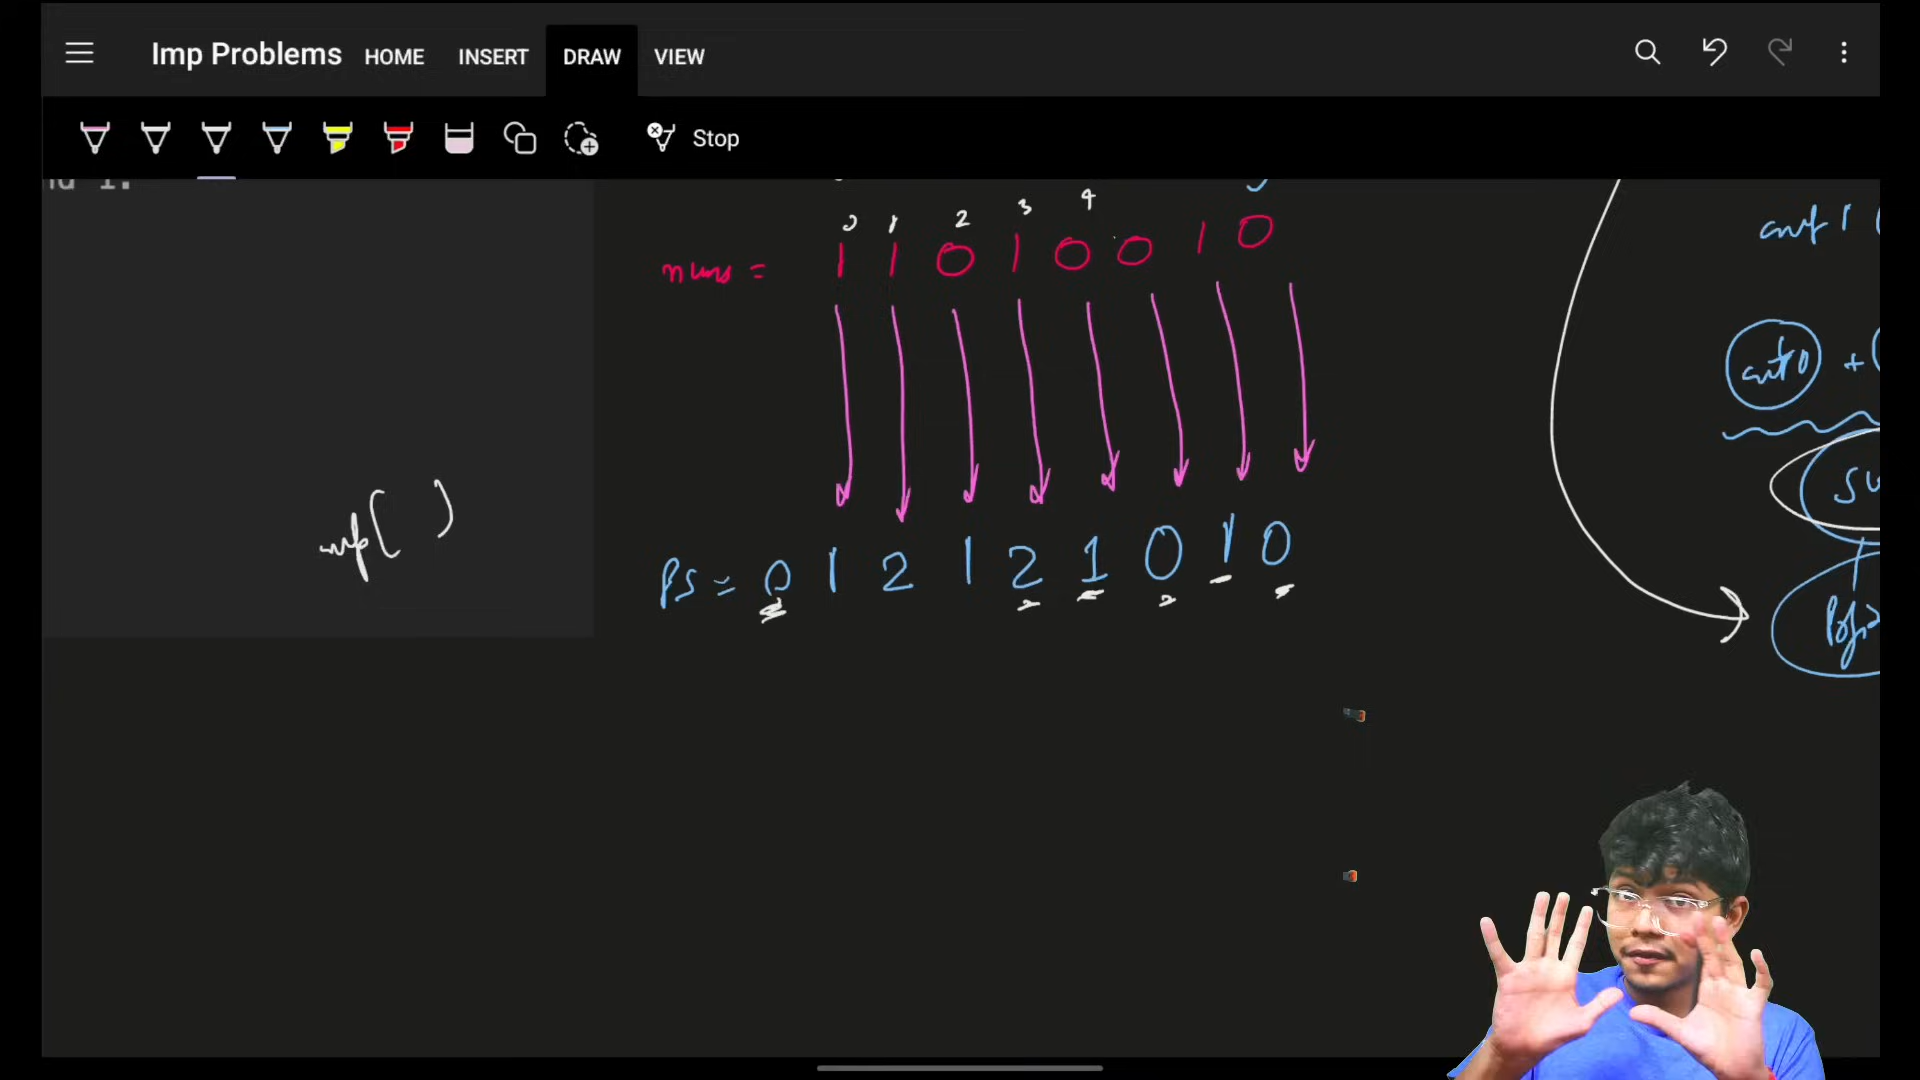 Imp Problems HOME INSERT DRAW VIEW
Stop
0 1 2 3 4
nums = 1 1 0 1 0 0 1 0
cnt 1
cnt0 +
mp( )
PS = 0 1 2 1 2 1 0 1 0